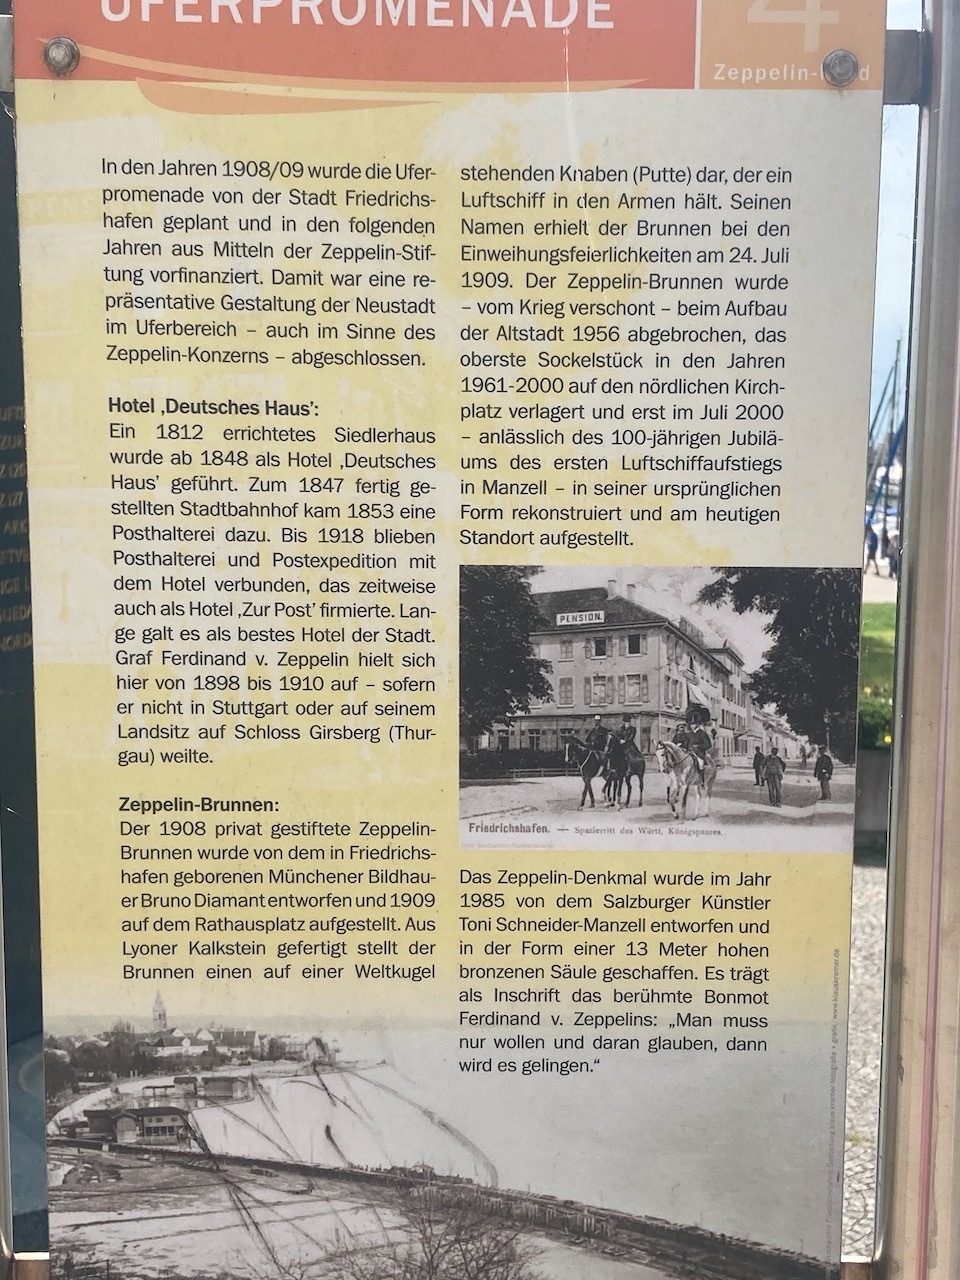 UFERPROMENADE
4
Zeppelin-
In den Jahren 1908/09 wurde die Ufer-
promenade von der Stadt Friedrichs-
hafen geplant und in den folgenden
Jahren aus Mitteln der Zeppelin-Stif-
tung vorfinanziert. Damit war eine re-
präsentative Gestaltung der Neustadt
im Uferbereich – auch im Sinne des
Zeppelin-Konzerns – abgeschlossen.
Hotel ‚Deutsches Haus':
Ein 1812 errichtetes Siedlerhaus
wurde ab 1848 als Hotel ‚Deutsches
Haus' geführt. Zum 1847 fertig ge-
stellten Stadtbahnhof kam 1853 eine
Posthalterei dazu. Bis 1918 blieben
Posthalterei und Postexpedition mit
dem Hotel verbunden, das zeitweise
auch als Hotel ‚Zur Post' firmierte. Lan-
ge galt es als bestes Hotel der Stadt.
Graf Ferdinand v. Zeppelin hielt sich
hier von 1898 bis 1910 auf – sofern
er nicht in Stuttgart oder auf seinem
Landsitz auf Schloss Girsberg (Thur-
gau) weilte.
Zeppelin-Brunnen:
Der 1908 privat gestiftete Zeppelin-
Brunnen wurde von dem in Friedrichs-
hafen geborenen Münchener Bildhau-
er Bruno Diamant entworfen und 1909
auf dem Rathausplatz aufgestellt. Aus
Lyoner Kalkstein gefertigt stellt der
Brunnen einen auf einer Weltkugel
stehenden Knaben (Putte) dar, der ein
Luftschiff in den Armen hält. Seinen
Namen erhielt der Brunnen bei den
Einweihungsfeierlichkeiten am 24. Juli
1909. Der Zeppelin-Brunnen wurde
– vom Krieg verschont – beim Aufbau
der Altstadt 1956 abgebrochen, das
oberste Sockelstück in den Jahren
1961-2000 auf den nördlichen Kirch-
platz verlagert und erst im Juli 2000
– anlässlich des 100-jährigen Jubilä-
ums des ersten Luftschiffaufstiegs
in Manzell – in seiner ursprünglichen
Form rekonstruiert und am heutigen
Standort aufgestellt.
PENSION.
Friedrichshafen. — Spazierritt des Württ. Königspaares.
Das Zeppelin-Denkmal wurde im Jahr
1985 von dem Salzburger Künstler
Toni Schneider-Manzell entworfen und
in der Form einer 13 Meter hohen
bronzenen Säule geschaffen. Es trägt
als Inschrift das berühmte Bonmot
Ferdinand v. Zeppelins: „Man muss
nur wollen und daran glauben, dann
wird es gelingen."
klaus kramer fotografie + grafik, www.klauskramer.de